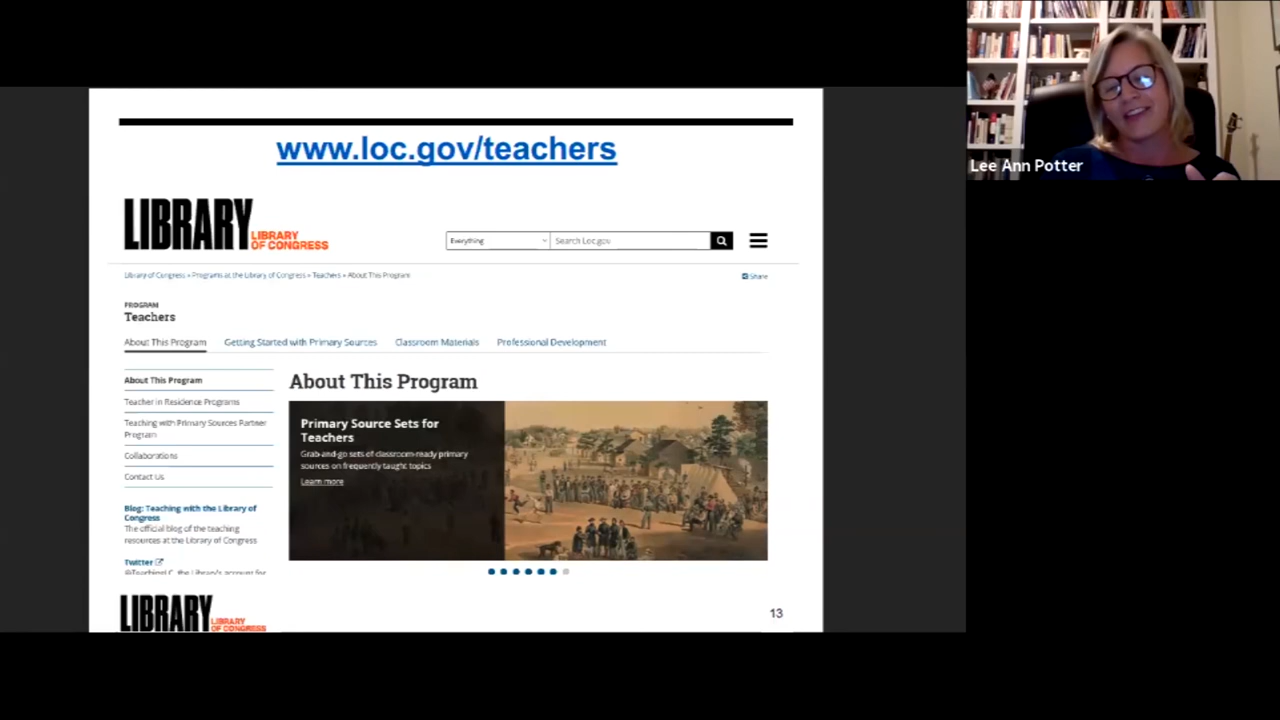 www.loc.gov/teachers
LIBRARY
LIBRARY
OF CONGRESS
Everything
Search Loc.gov
Library of Congress » Programs at the Library of Congress » Teachers » About This Program
Share
PROGRAM
Teachers
About This Program
Getting Started with Primary Sources
Classroom Materials
Professional Development
About This Program
Teacher in Residence Programs
Teaching with Primary Sources Partner
Program
Collaborations
Contact Us
Blog: Teaching with the Library of
Congress
The official blog of the teaching
resources at the Library of Congress
Twitter
@TeachingLC, the Library's account for
About This Program
Primary Source Sets for
Teachers
Grab-and-go sets of classroom-ready primary
sources on frequently taught topics
Learn more
LIBRARY
LIBRARY
OF CONGRESS
13
Lee Ann Potter